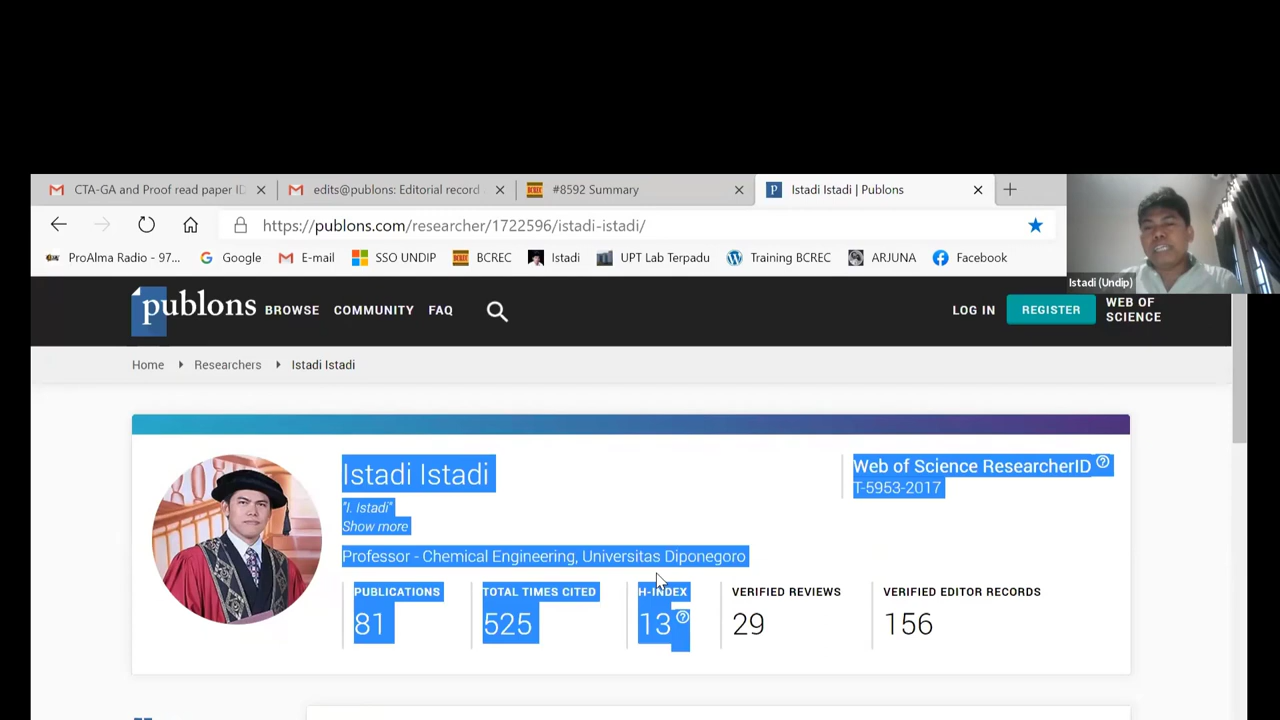 CTA-GA and Proof read paper ID
edits@publons: Editorial record
#8592 Summary
Istadi Istadi | Publons
https://publons.com/researcher/1722596/istadi-istadi/
ProAlma Radio - 97...
Google
E-mail
SSO UNDIP
BCREC
Istadi
UPT Lab Terpadu
Training BCREC
ARJUNA
Facebook
Istadi (Undip)
publons
BROWSE
COMMUNITY
FAQ
LOG IN
REGISTER
WEB OF
SCIENCE
Home
Researchers
Istadi Istadi
Istadi Istadi
"I. Istadi"
Show more
Professor - Chemical Engineering, Universitas Diponegoro
Web of Science ResearcherID
T-5953-2017
PUBLICATIONS
81
TOTAL TIMES CITED
525
H-INDEX
13
VERIFIED REVIEWS
29
VERIFIED EDITOR RECORDS
156